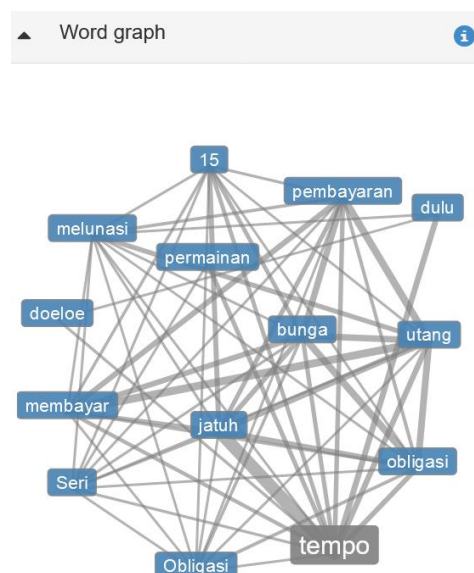 Word graph
15
pembayaran
dulu
melunasi
permainan
doeloe
bunga
utang
membayar
jatuh
obligasi
Seri
tempo
Obligasi